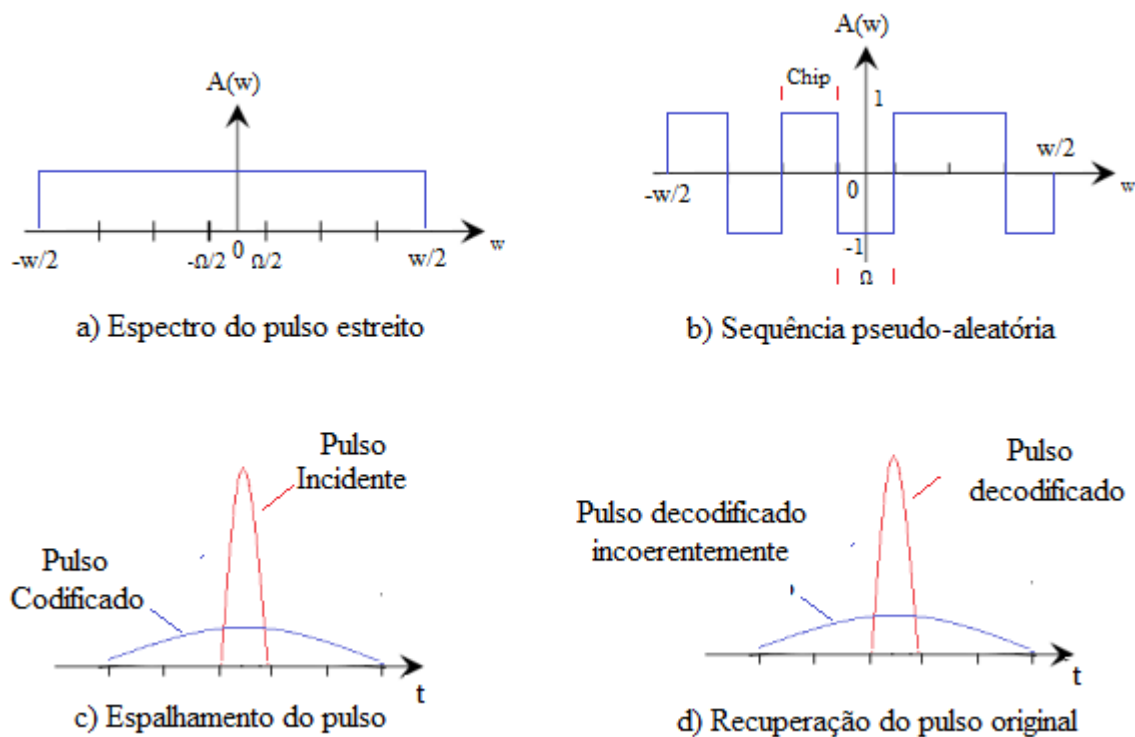 A(w)
-w/2
-Ω/2
0
Ω/2
w/2
w
a) Espectro do pulso estreito
A(w)
Chip
1
w/2
-w/2
0
w
-1
Ω
b) Sequência pseudo-aleatória
Pulso
Incidente
Pulso
Codificado
t
c) Espalhamento do pulso
Pulso
decodificado
Pulso decodificado
incoerentemente
t
d) Recuperação do pulso original